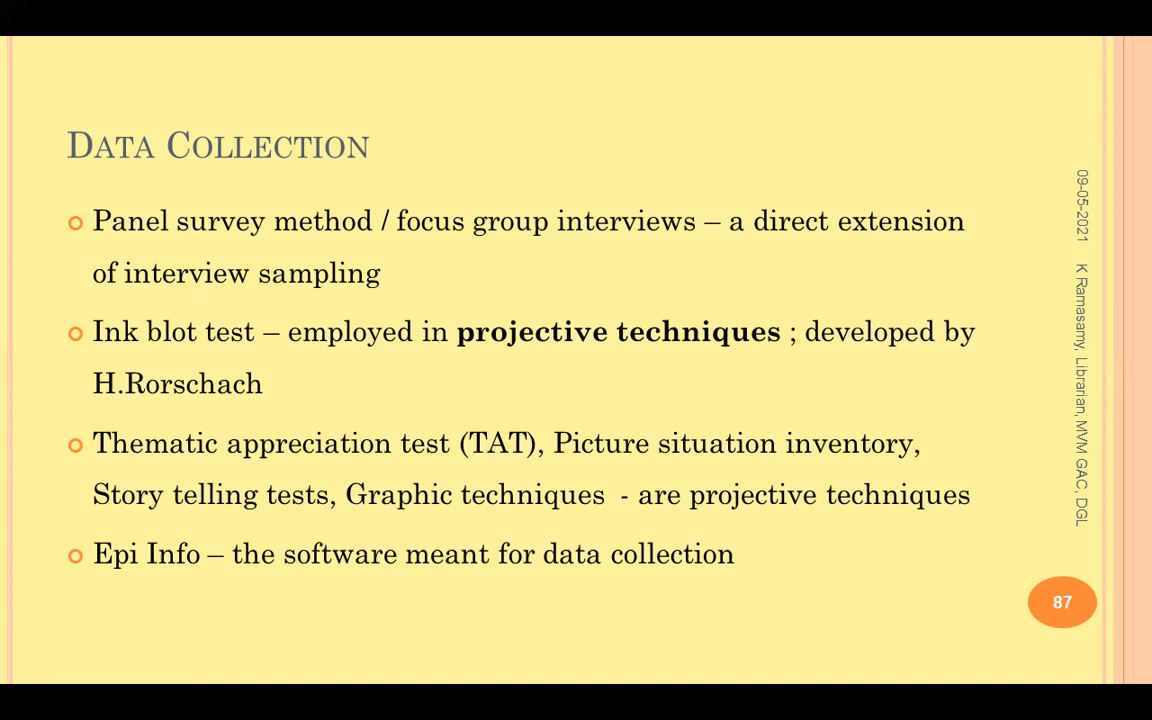 DATA COLLECTION
Panel survey method / focus group interviews – a direct extension
of interview sampling
Ink blot test – employed in projective techniques ; developed by
H.Rorschach
Thematic appreciation test (TAT), Picture situation inventory,
Story telling tests, Graphic techniques - are projective techniques
Epi Info – the software meant for data collection
09-05-2021 K Ramasamy, Librarian, MVM GAC, DGL
87